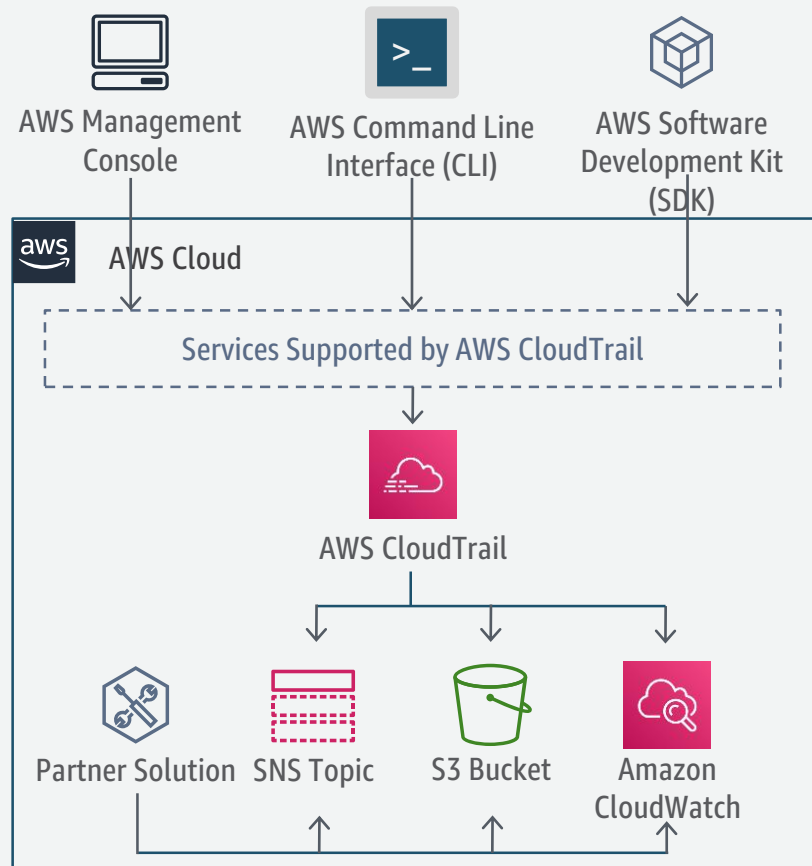 >_
AWS Management
Console
AWS Command Line
Interface (CLI)
AWS Software
Development Kit
(SDK)
aws
AWS Cloud
Services Supported by AWS CloudTrail
AWS CloudTrail
Partner Solution
SNS Topic
S3 Bucket
Amazon
CloudWatch